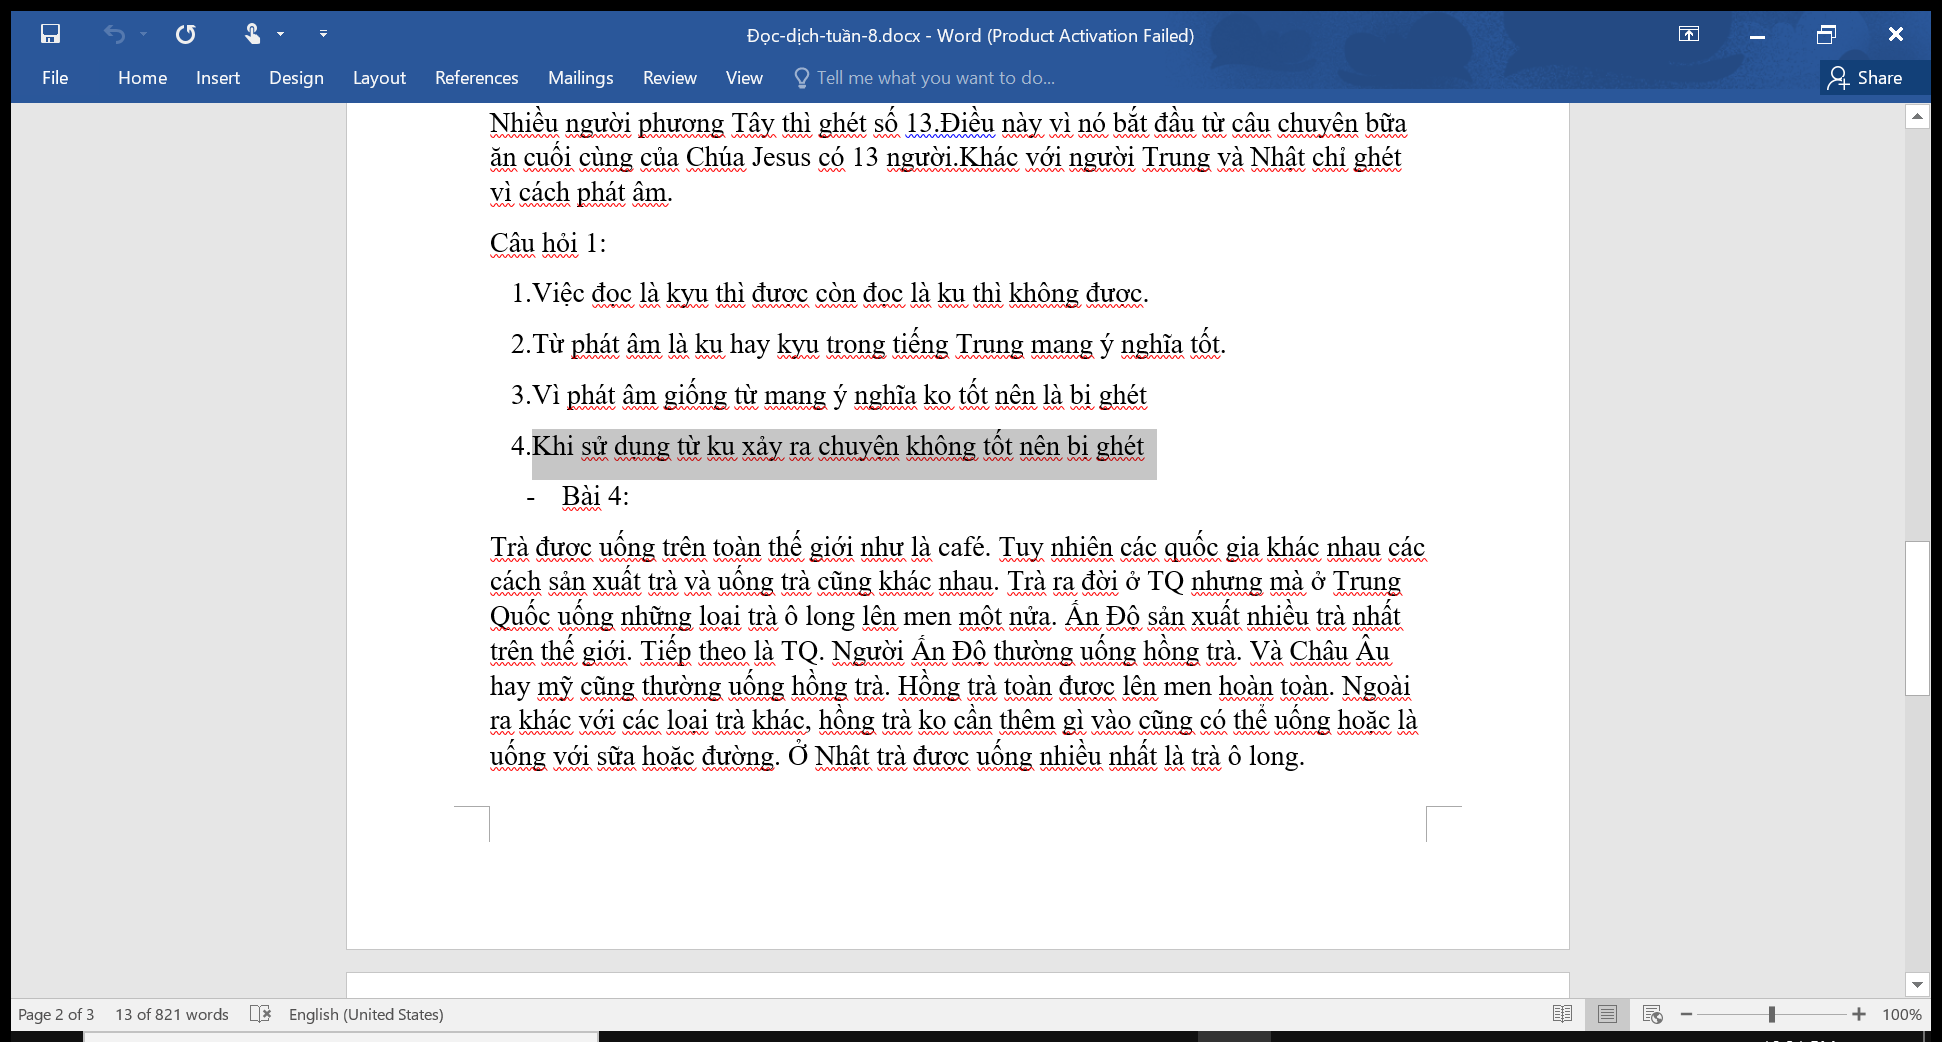 Đọc-dịch-tuần-8.docx - Word (Product Activation Failed)
File Home Insert Design Layout References Mailings Review View Tell me what you want to do... Share
Nhiều người phương Tây thì ghét số 13.Điều này vì nó bắt đầu từ câu chuyện bữa
ăn cuối cùng của Chúa Jesus có 13 người.Khác với người Trung và Nhật chỉ ghét
vì cách phát âm.
Câu hỏi 1:
1.Việc đọc là kyu thì được còn đọc là ku thì không được.
2.Từ phát âm là ku hay kyu trong tiếng Trung mang ý nghĩa tốt.
3.Vì phát âm giống từ mang ý nghĩa ko tốt nên là bị ghét
4.Khi sử dụng từ ku xảy ra chuyện không tốt nên bị ghét
- Bài 4:
Trà được uống trên toàn thế giới như là café. Tuy nhiên các quốc gia khác nhau các
cách sản xuất trà và uống trà cũng khác nhau. Trà ra đời ở TQ nhưng mà ở Trung
Quốc uống những loại trà ô long lên men một nửa. Ấn Độ sản xuất nhiều trà nhất
trên thế giới. Tiếp theo là TQ. Người Ấn Độ thường uống hồng trà. Và Châu Âu
hay mỹ cũng thường uống hồng trà. Hồng trà toàn được lên men hoàn toàn. Ngoài
ra khác với các loại trà khác, hồng trà ko cần thêm gì vào cũng có thể uống hoặc là
uống với sữa hoặc đường. Ở Nhật trà được uống nhiều nhất là trà ô long.
Page 2 of 3 13 of 821 words English (United States) 100%